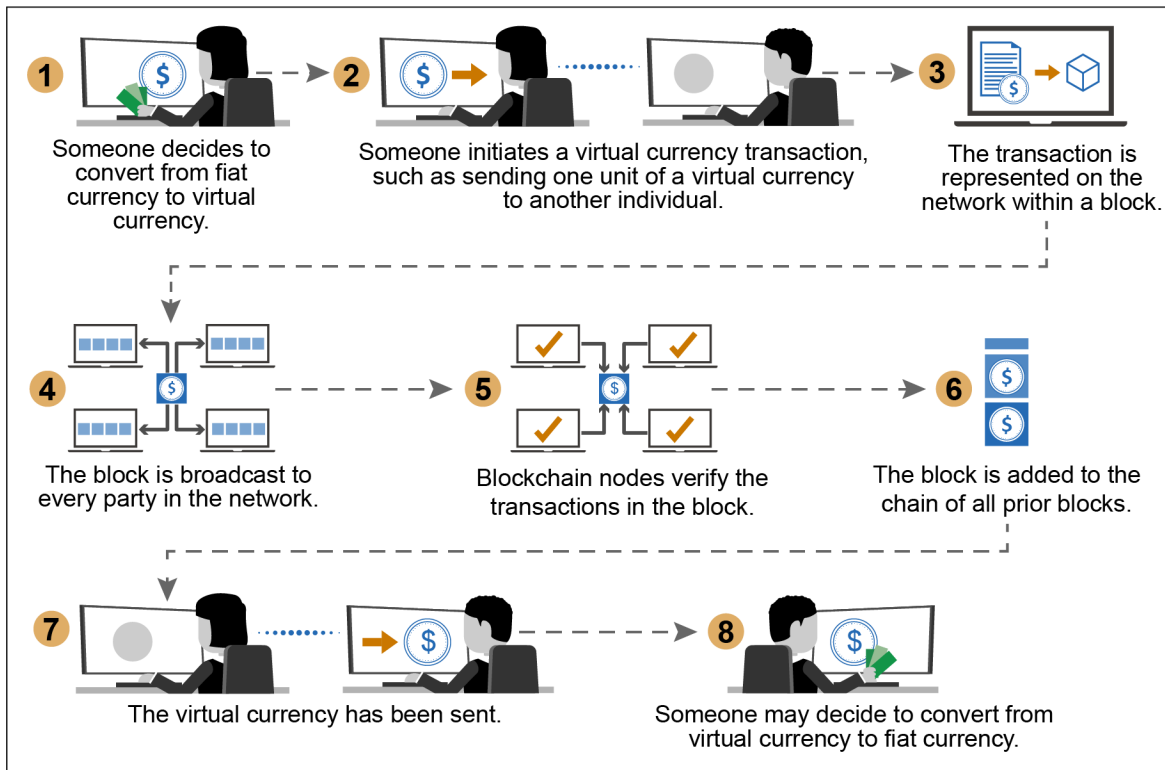 1
Someone decides to
convert from fiat
currency to virtual
currency.
2
Someone initiates a virtual currency transaction,
such as sending one unit of a virtual currency
to another individual.
3
The transaction is
represented on the
network within a block.
4
The block is broadcast to
every party in the network.
5
Blockchain nodes verify the
transactions in the block.
6
The block is added to the
chain of all prior blocks.
7
The virtual currency has been sent.
8
Someone may decide to convert from
virtual currency to fiat currency.